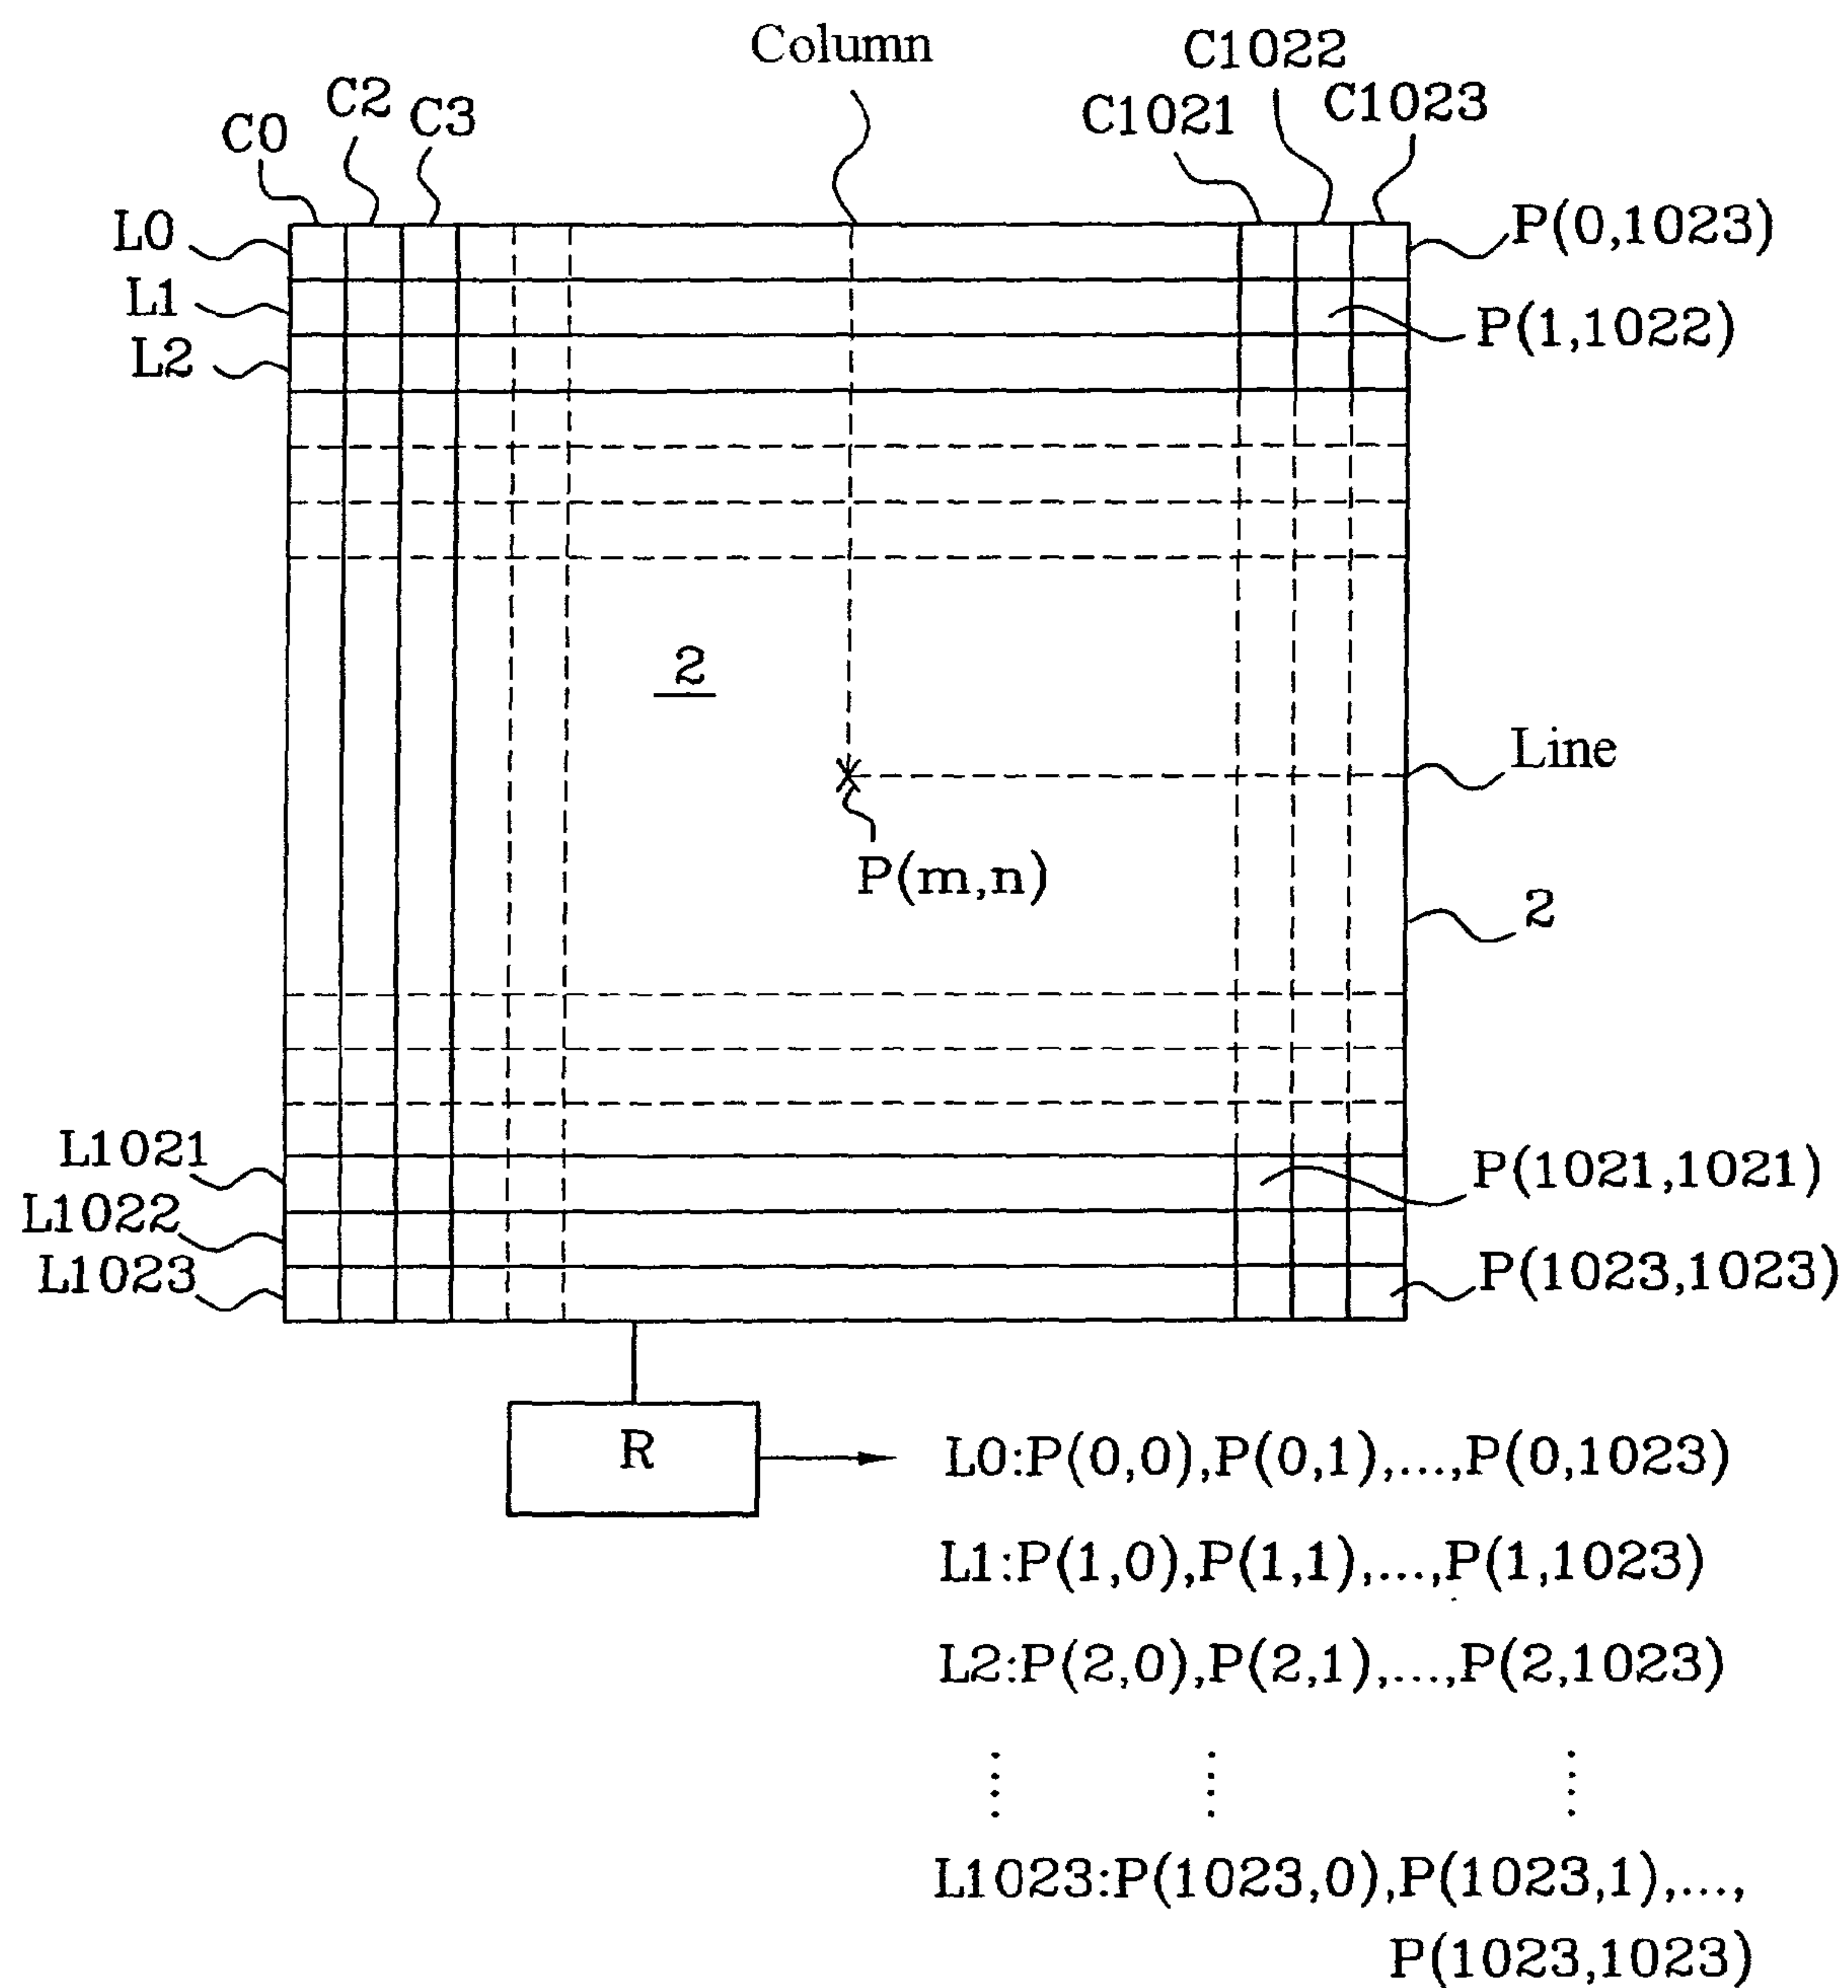 Column
C1022
C0
C2
C3
C1021
C1023
L0
P(0,1023)
L1
P(1,1022)
L2
2
Line
P(m,n)
2
L1021
P(1021,1021)
L1022
L1023
P(1023,1023)
R
L0:P(0,0),P(0,1),...,P(0,1023)
L1:P(1,0),P(1,1),...,P(1,1023)
L2:P(2,0),P(2,1),...,P(2,1023)
L1023:P(1023,0),P(1023,1),...,
P(1023,1023)